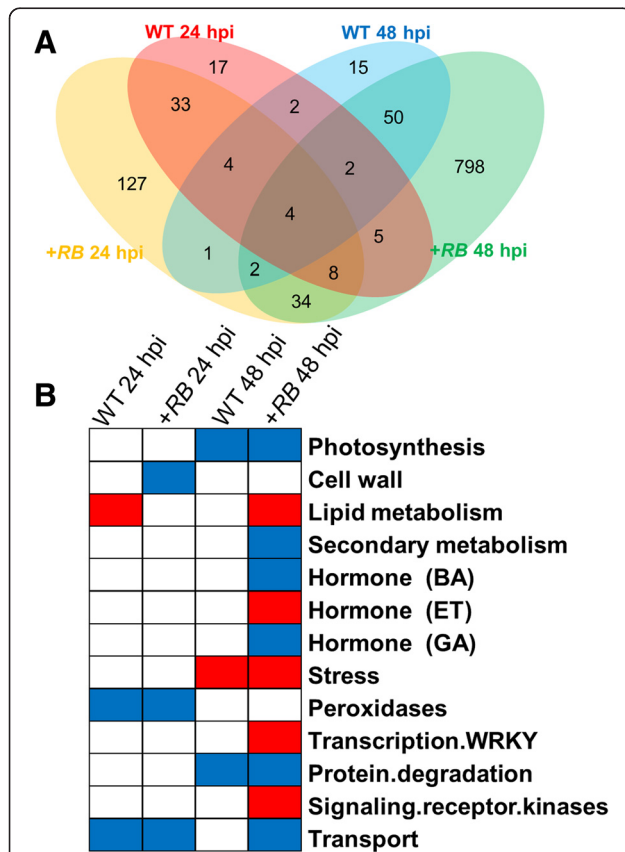 A
WT 24 hpi
WT 48 hpi
17
15
33
2
50
4
2
127
798
4
+RB 24 hpi
1
2
8
5
+RB 48 hpi
34
B
WT 24 hpi
+RB 24 hpi
WT 48 hpi
+RB 48 hpi
Photosynthesis
Cell wall
Lipid metabolism
Secondary metabolism
Hormone (BA)
Hormone (ET)
Hormone (GA)
Stress
Peroxidases
Transcription.WRKY
Protein.degradation
Signaling.receptor.kinases
Transport